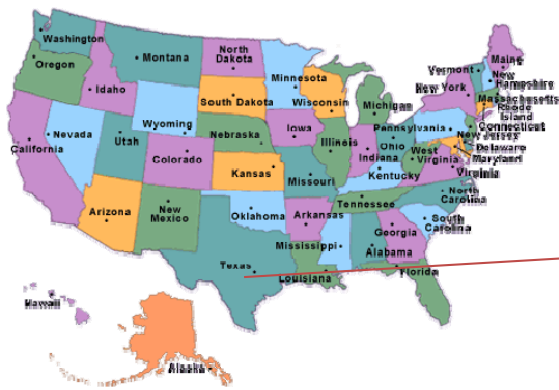 Washington
Oregon
Montana
Idaho
North
Dakota
Minnesota
South Dakota
Wisconsin
Michigan
Vermont
Maine
New
Hampshire
New York
Massachusetts
Rhode
Island
Connecticut
New Jersey
Delaware
Maryland
Pennsylvania
Wyoming
Nevada
Utah
California
Colorado
Nebraska
Iowa
Illinois
Indiana
Ohio
West
Virginia
Virginia
Kentucky
Kansas
Missouri
Tennessee
North
Carolina
South
Carolina
Arizona
New
Mexico
Oklahoma
Arkansas
Mississippi
Alabama
Georgia
Texas
Louisiana
Florida
Hawaii
Alaska